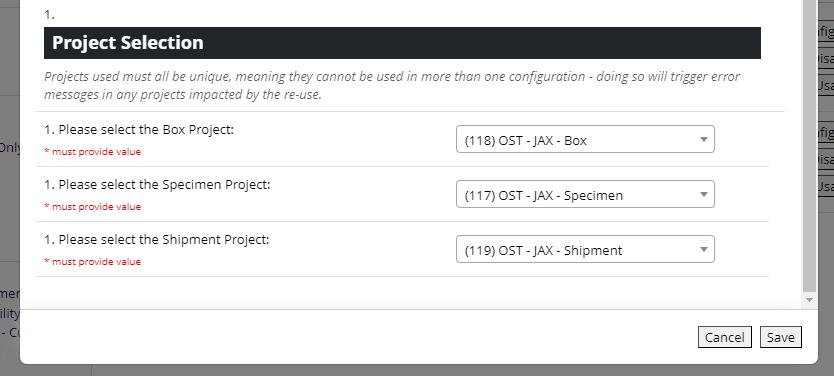 1.
Project Selection
Projects used must all be unique, meaning they cannot be used in more than one configuration - doing so will trigger error
messages in any projects impacted by the re-use.
1. Please select the Box Project:
* must provide value
(118) OST - JAX - Box
1. Please select the Specimen Project:
* must provide value
(117) OST - JAX - Specimen
1. Please select the Shipment Project:
* must provide value
(119) OST - JAX - Shipment
Cancel Save